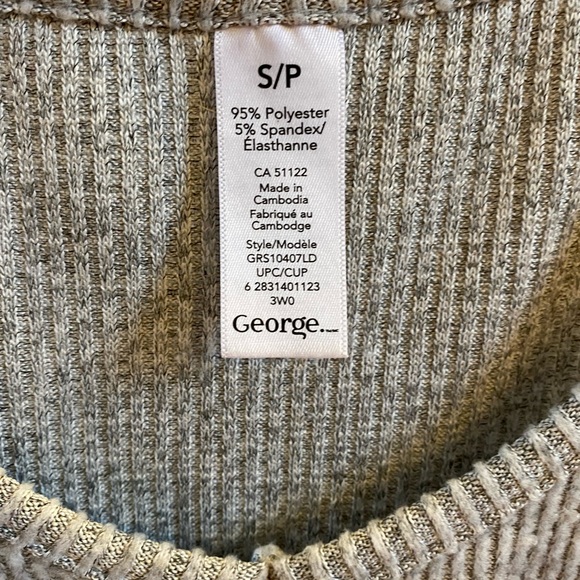 S/P
95% Polyester
5% Spandex/
Élasthanne
CA 51122
Made in
Cambodia
Fabriqué au
Cambodge
Style/Modèle
GRS10407LD
UPC/CUP
6 2831401123
3W0
George.